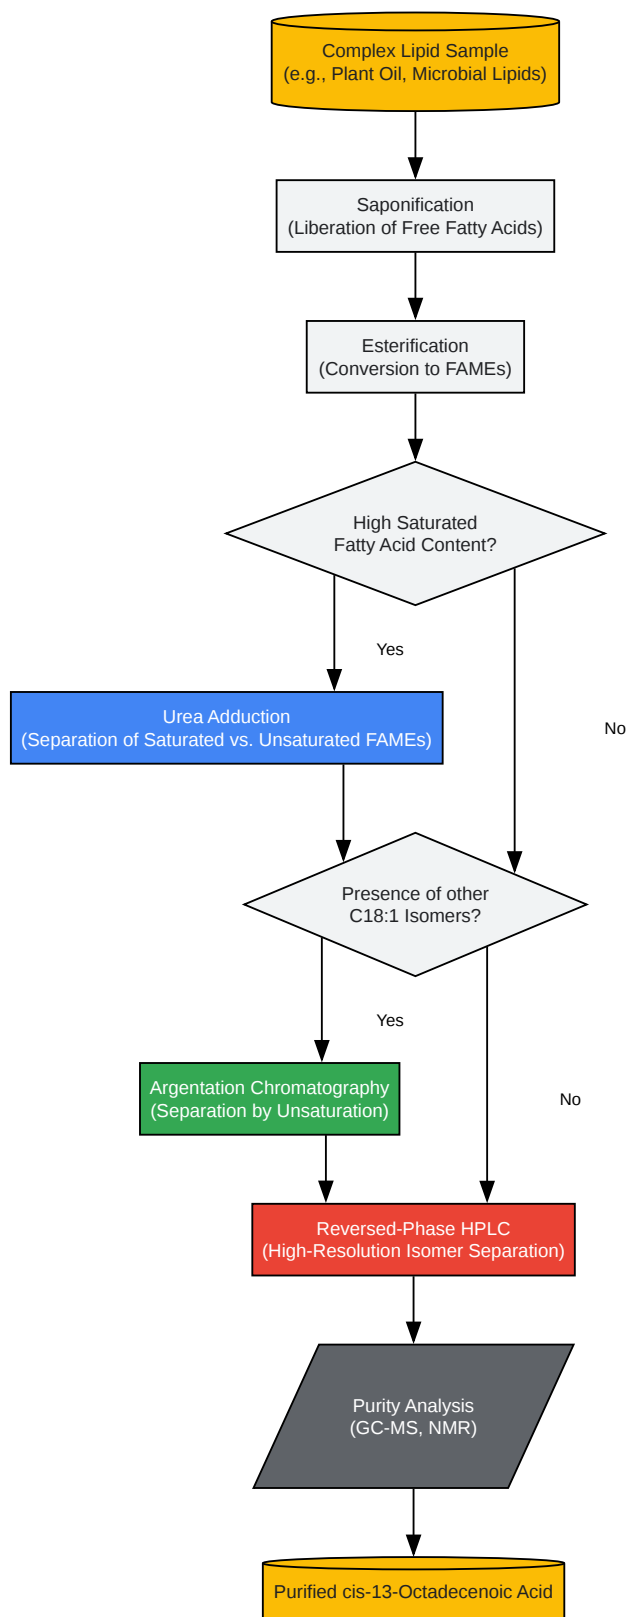 Complex Lipid Sample
(e.g., Plant Oil, Microbial Lipids)
Saponification
(Liberation of Free Fatty Acids)
Esterification
(Conversion to FAMEs)
High Saturated
Fatty Acid Content?
Yes
Urea Adduction
(Separation of Saturated vs. Unsaturated FAMEs)
No
Presence of other
C18:1 Isomers?
Yes
Argentation Chromatography
(Separation by Unsaturation)
No
Reversed-Phase HPLC
(High-Resolution Isomer Separation)
Purity Analysis
(GC-MS, NMR)
Purified cis-13-Octadecenoic Acid